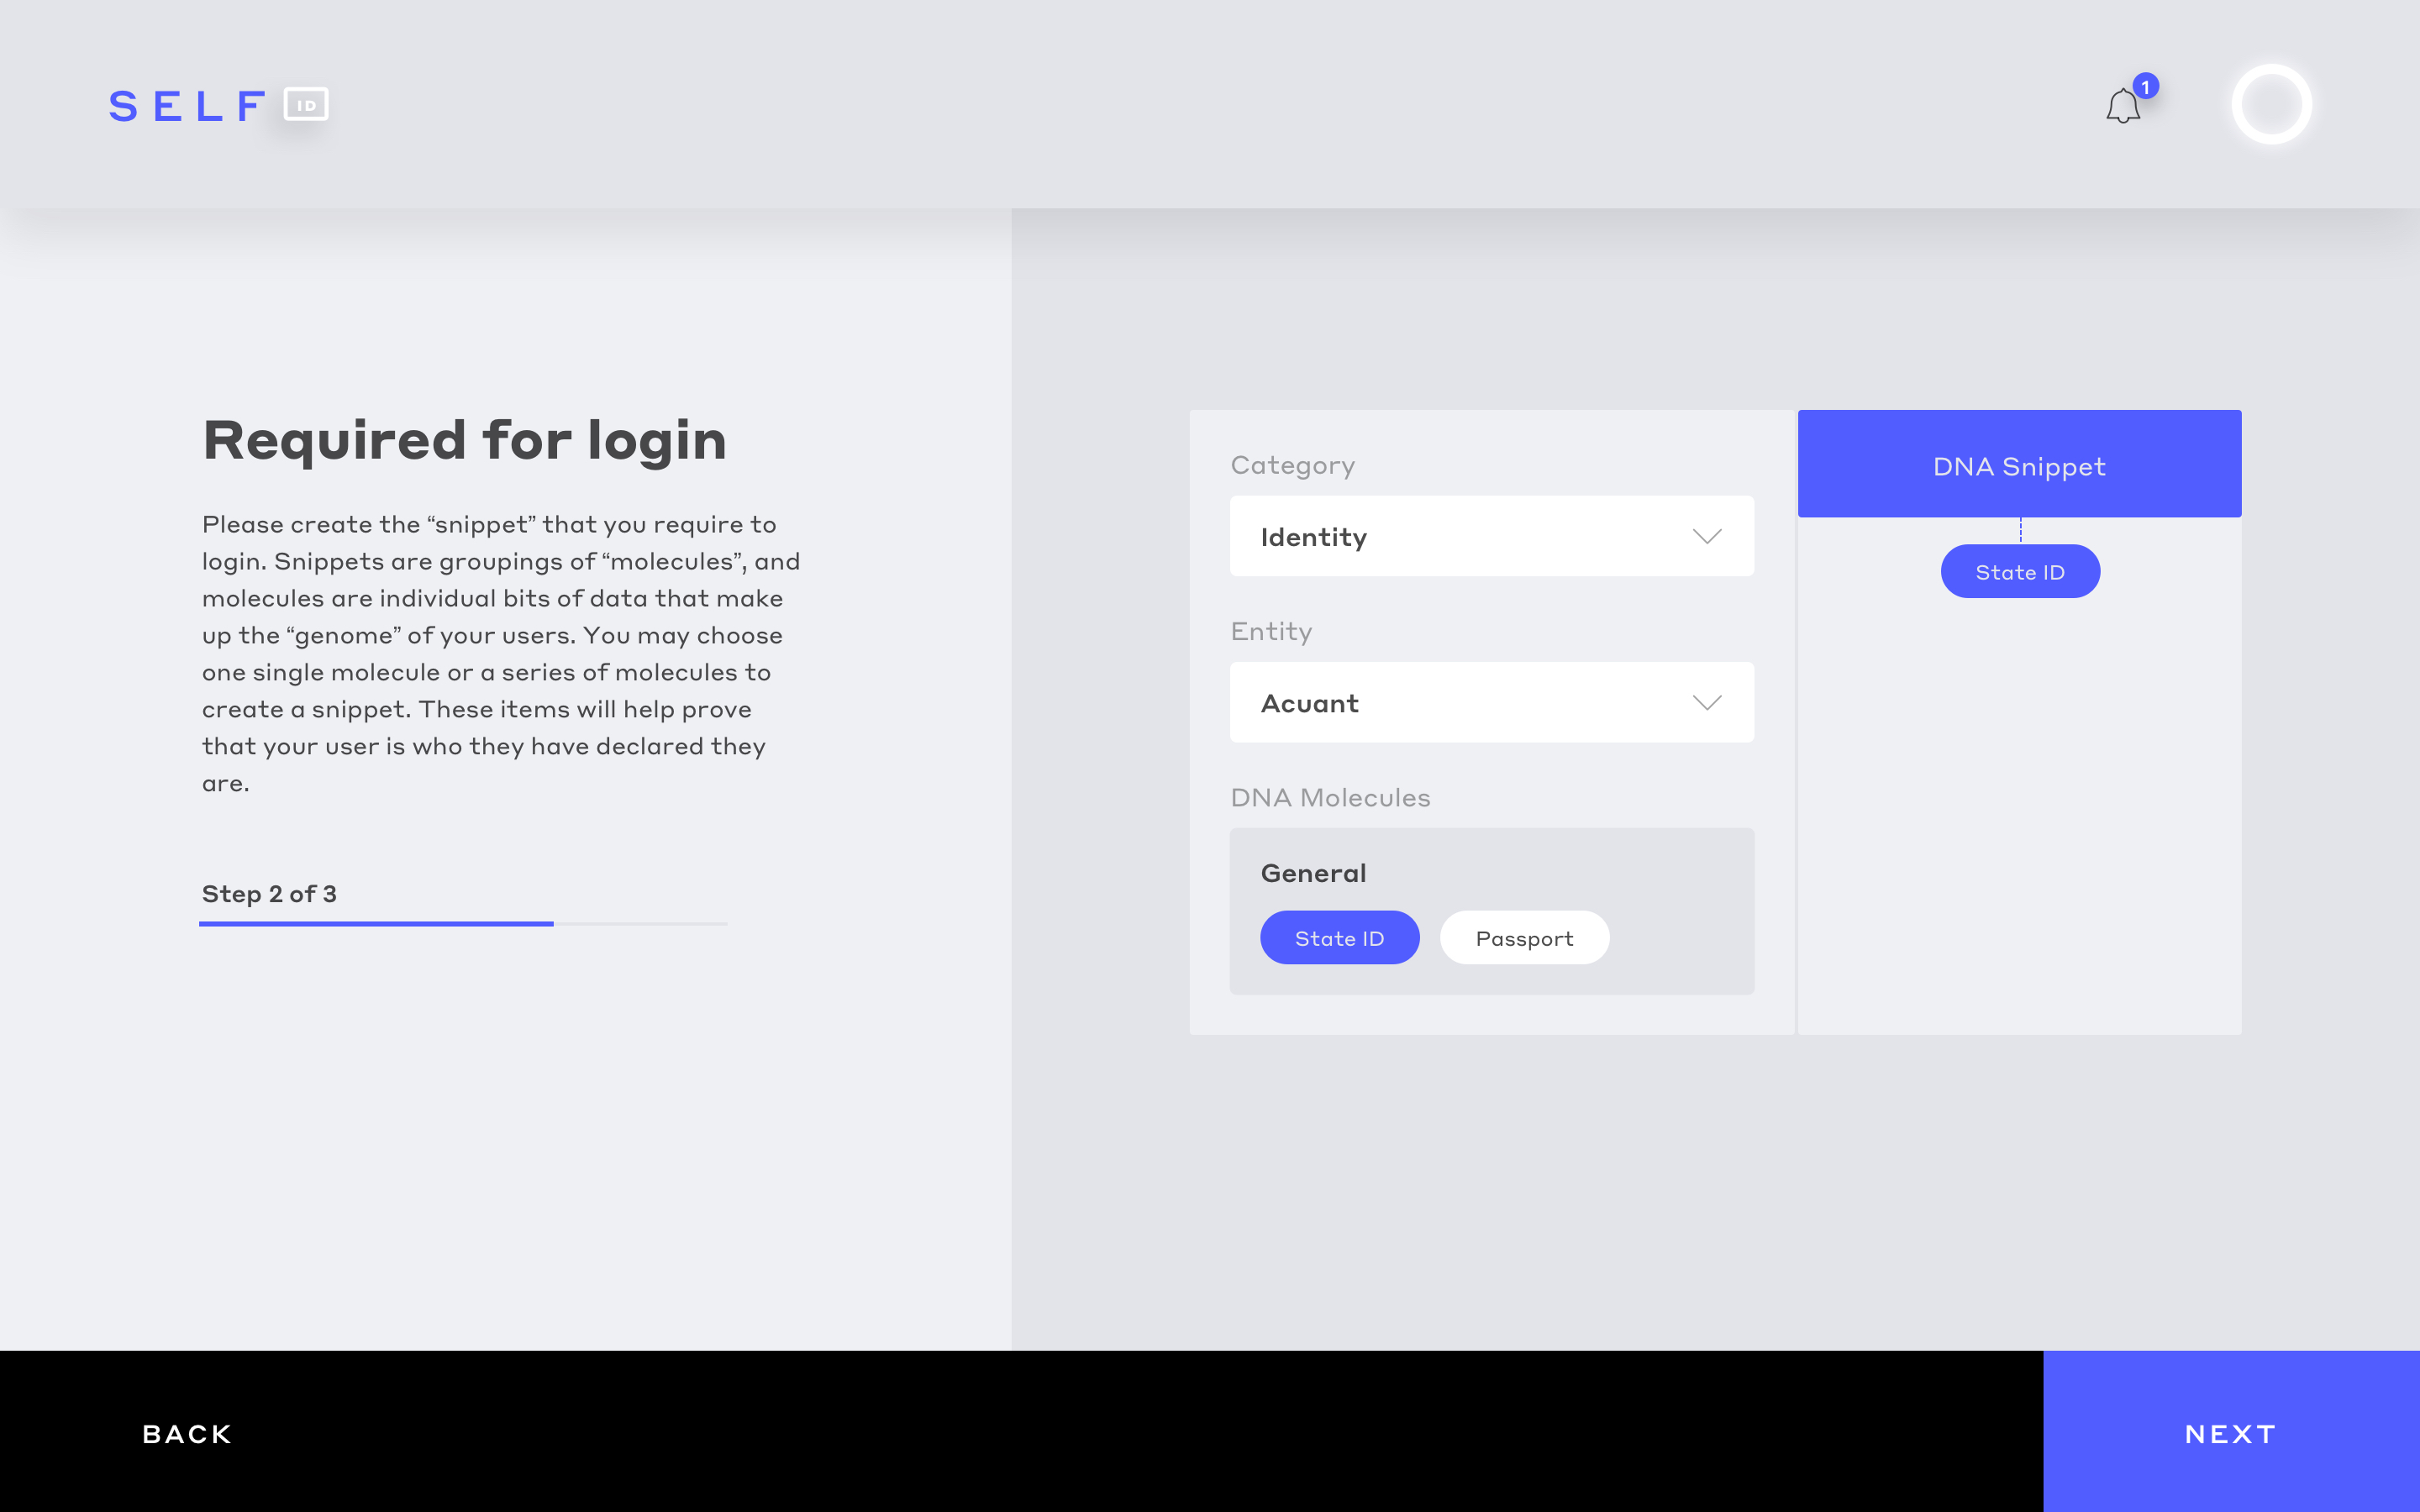 SELF ID
1
Required for login
Please create the “snippet” that you require to
login. Snippets are groupings of “molecules”, and
molecules are individual bits of data that make
up the “genome” of your users. You may choose
one single molecule or a series of molecules to
create a snippet. These items will help prove
that your user is who they have declared they
are.
Step 2 of 3
Category
Identity
Entity
Acuant
DNA Molecules
General
State ID
Passport
DNA Snippet
State ID
BACK
NEXT